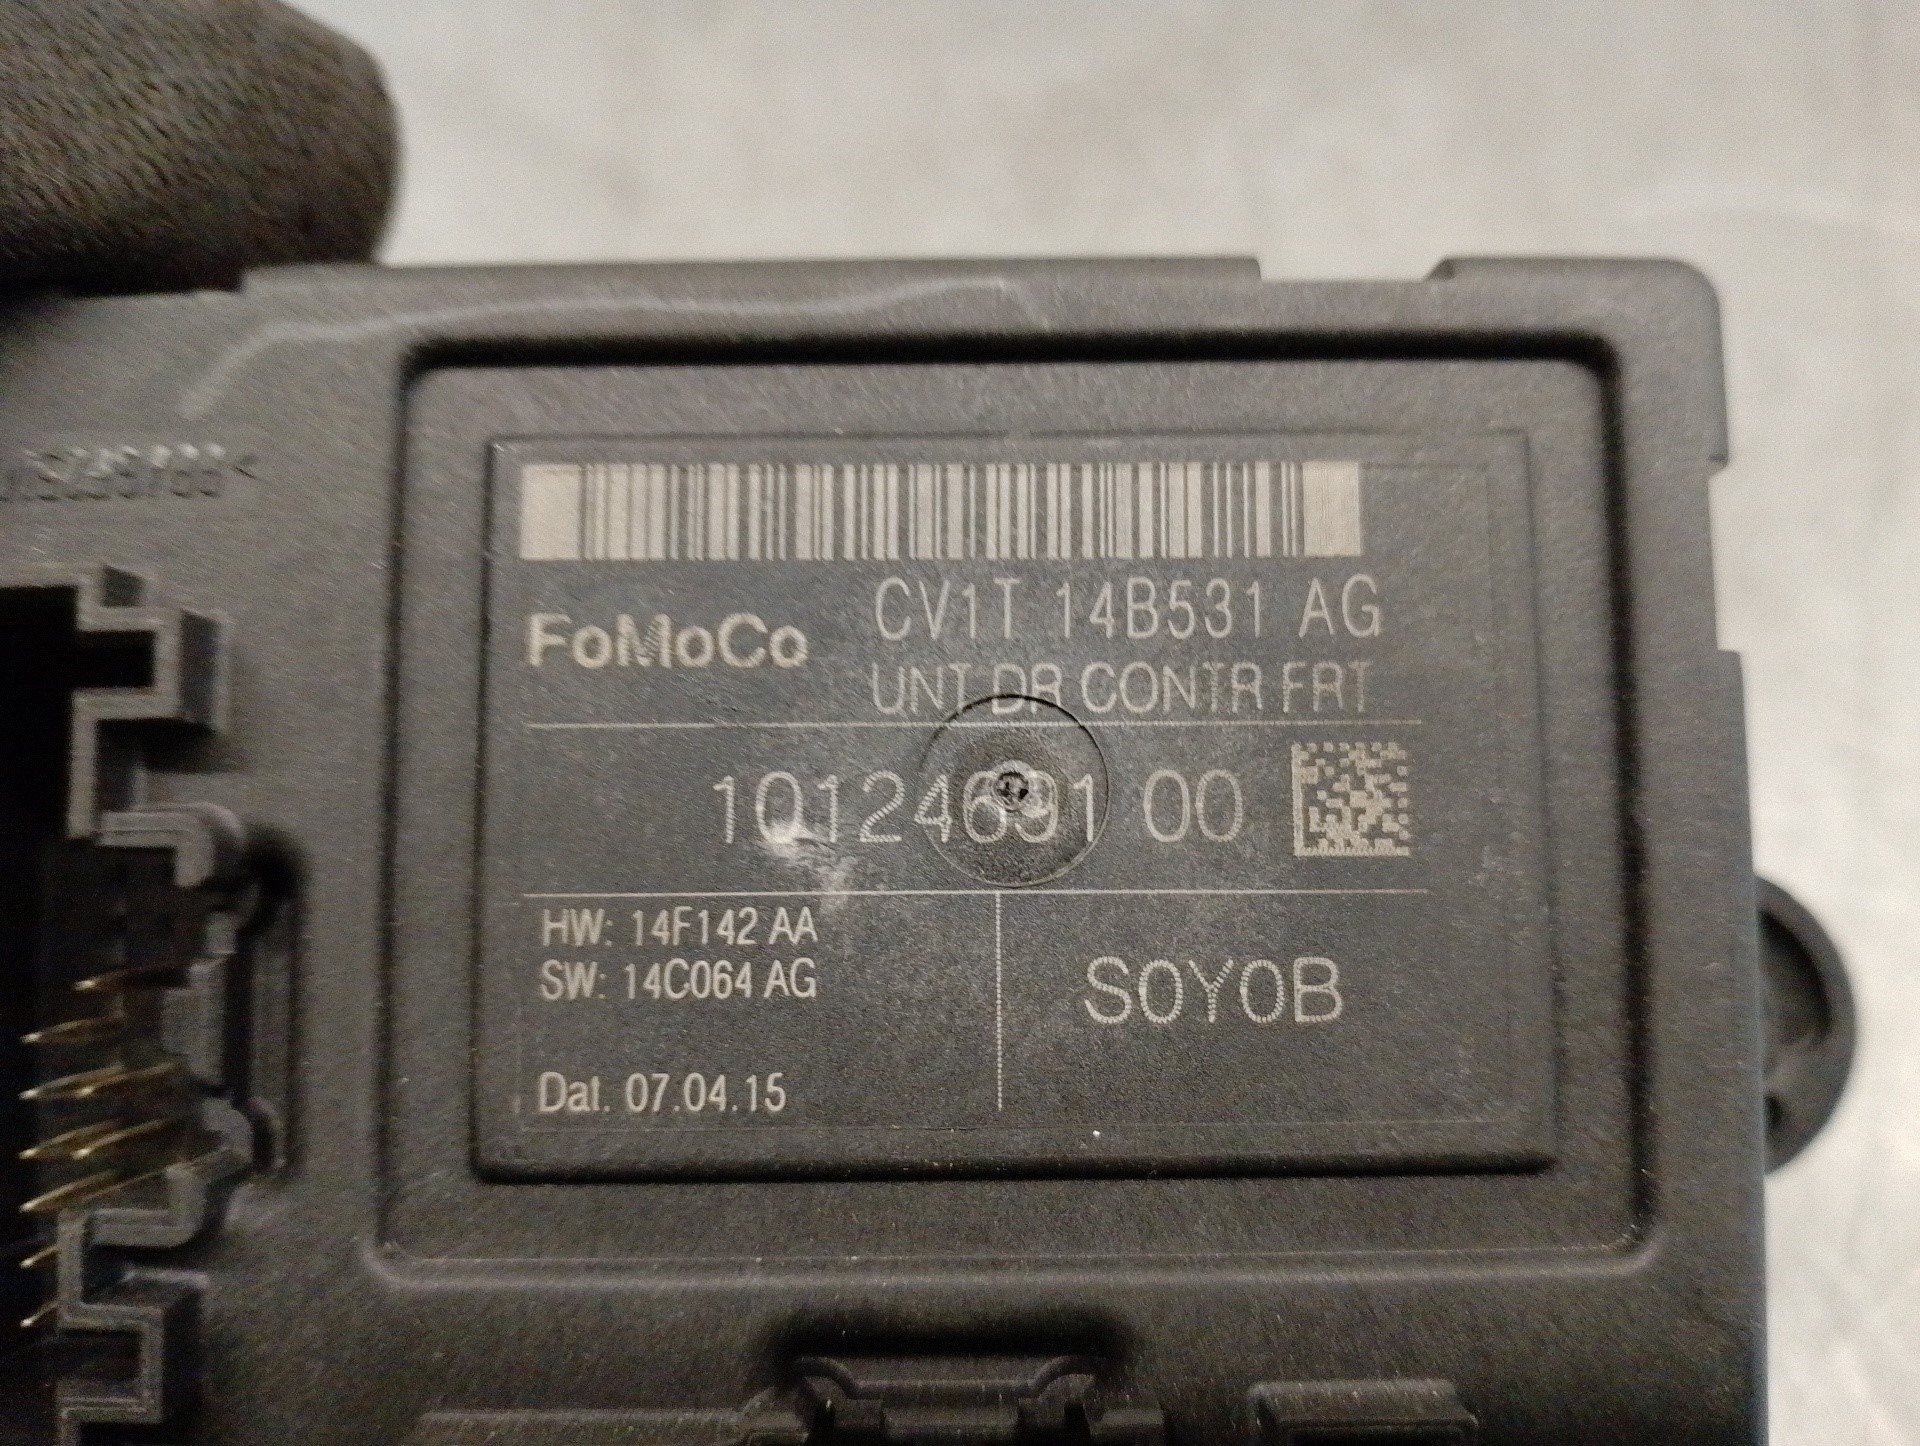 CV1T 14B531 AG
FoMoCo
UNT DR CONTR FRT
10124691 00
HW: 14F142 AA
SW: 14C064 AG
S0Y0B
Dat. 07.04.15